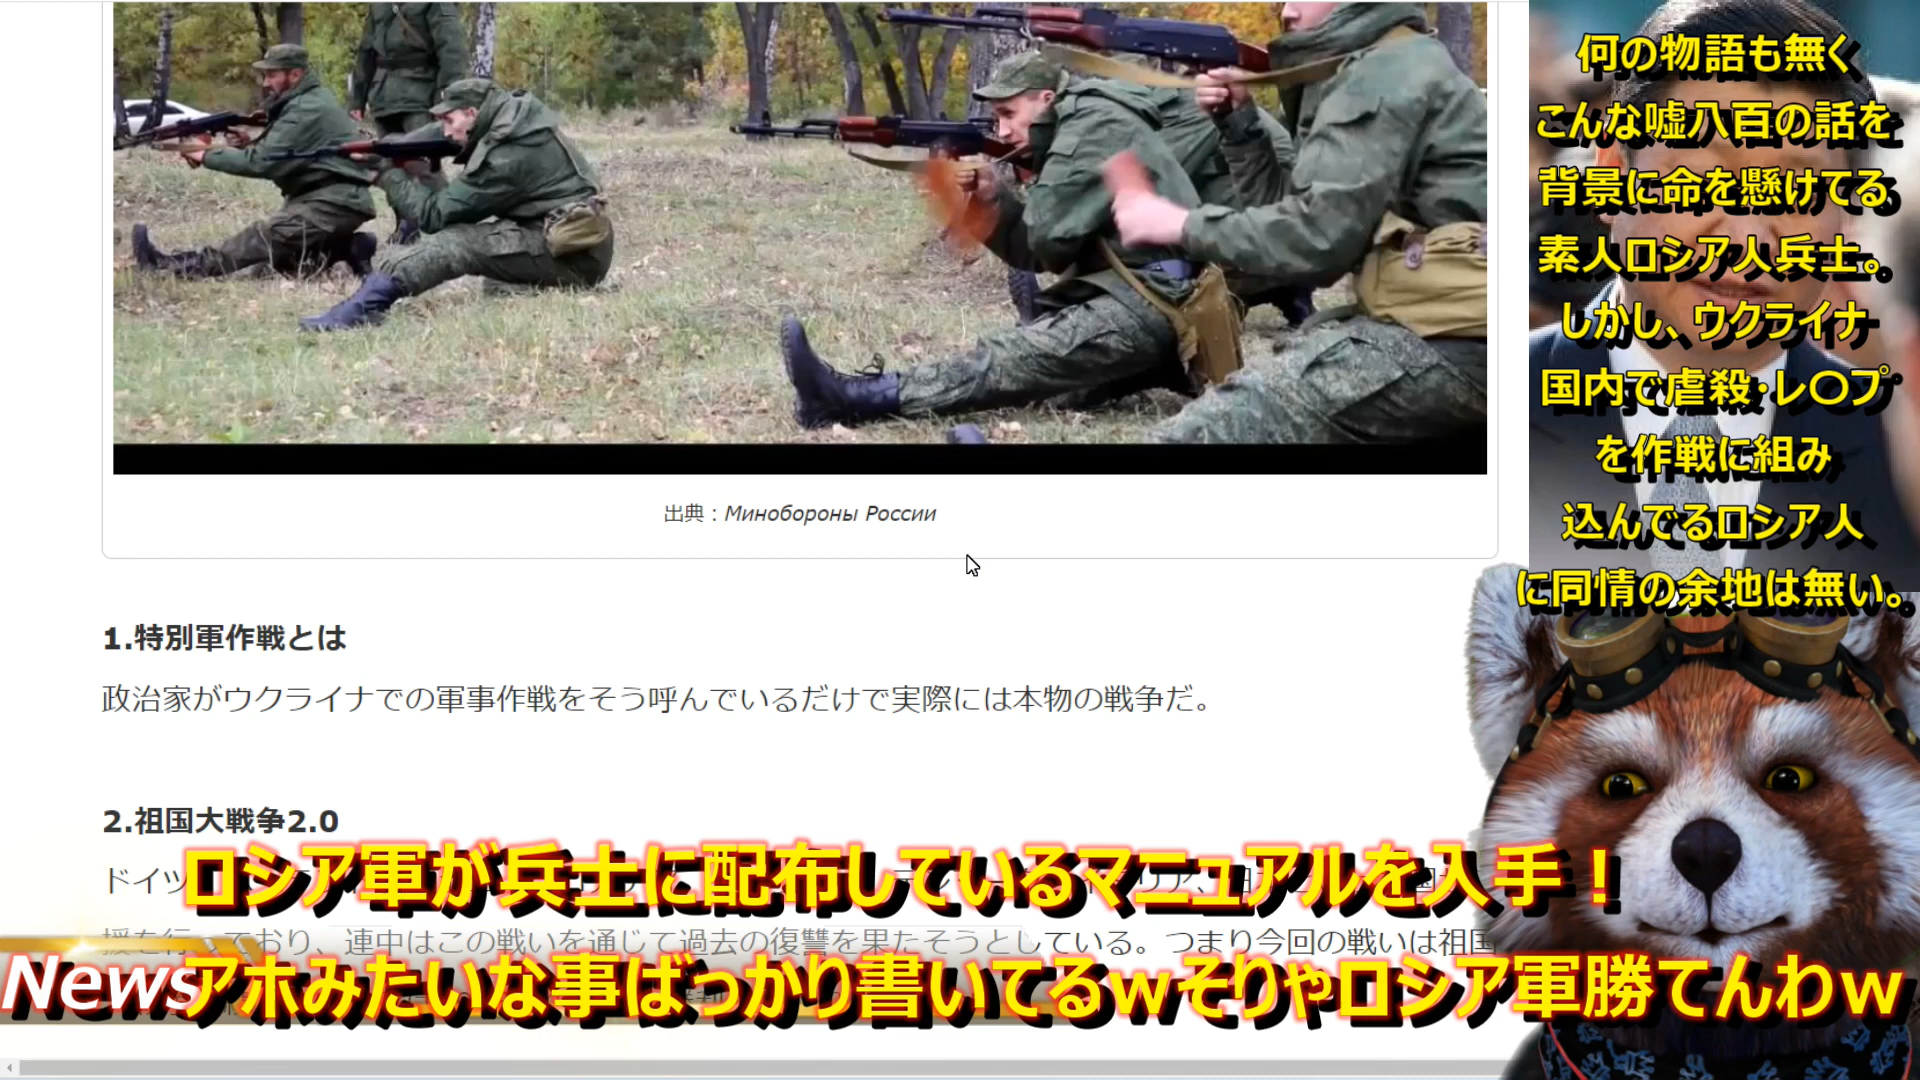 何の物語も無く
こんな嘘八百の話を
背景に命を懸けてる
素人ロシア人兵士。
しかし、ウクライナ
国内で虐殺・レ〇プ
を作戦に組み
込んでるロシア人
に同情の余地は無い。
出典：Минобороны России
1.特別軍作戦とは
政治家がウクライナでの軍事作戦をそう呼んでいるだけで実際には本物の戦争だ。
2.祖国大戦争2.0
ドイツ
ロシア軍が兵士に配布しているマニュアルを入手！
援を行っており、連中はこの戦いを通じて過去の復讐を果たそうとしている。つまり今回の戦いは祖国
News
アホみたいな事ばっかり書いてるｗそりゃロシア軍勝てんわｗ